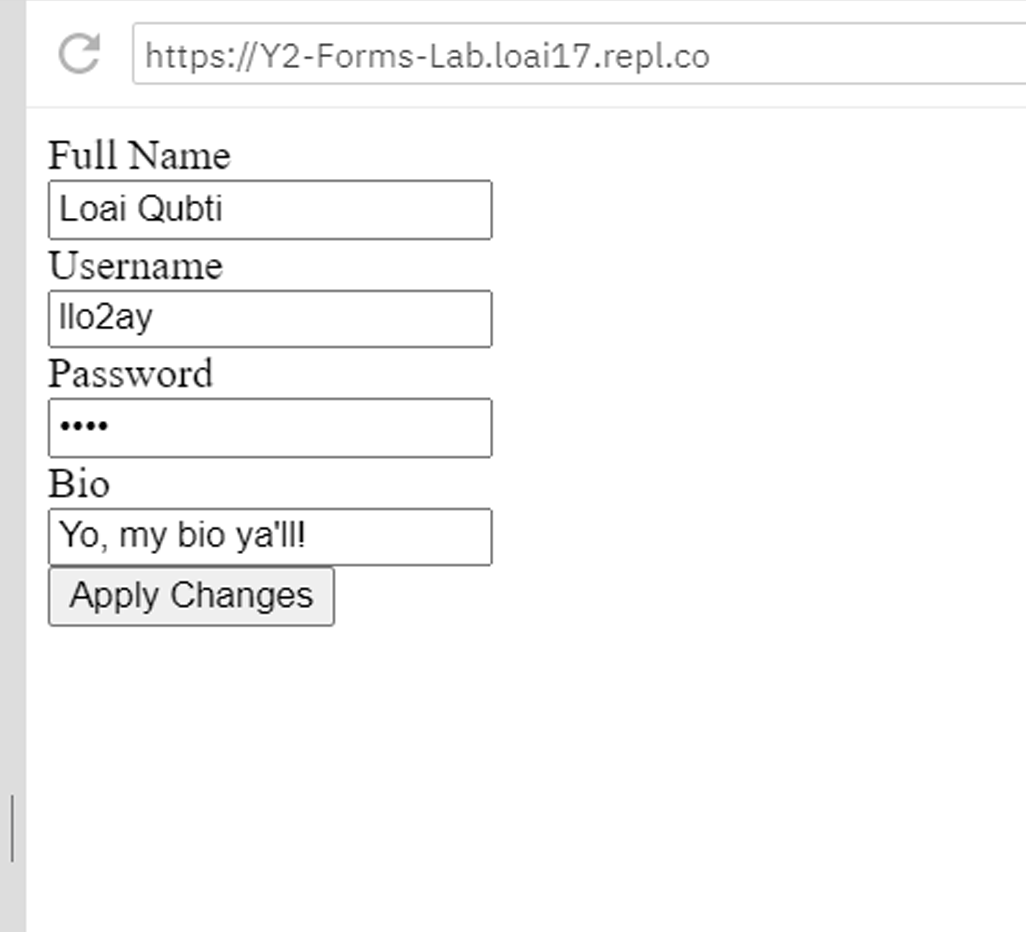 https://Y2-Forms-Lab.loai17.repl.co
Full Name
Loai Qubti
Username
llo2ay
Password
••••
Bio
Yo, my bio ya'll!
Apply Changes